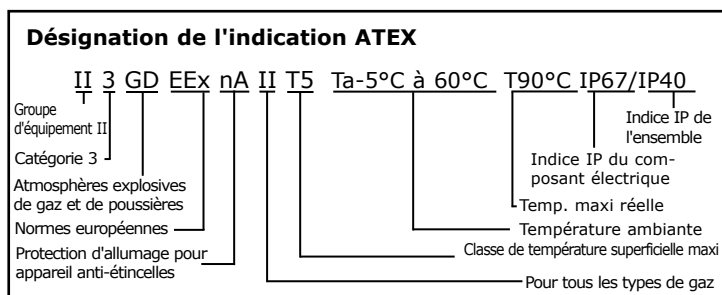 Désignation de l'indication ATEX
II 3 GD EEx nA II T5 Ta-5°C à 60°C T90°C IP67/IP40
Groupe
d'équipement II
Catégorie 3
Atmosphères explosives
de gaz et de poussières
Normes européennes
Protection d'allumage pour
appareil anti-étincelles
Indice IP de
l'ensemble
Indice IP du com-
posant électrique
Temp. maxi réelle
Température ambiante
Classe de température superficielle maxi
Pour tous les types de gaz